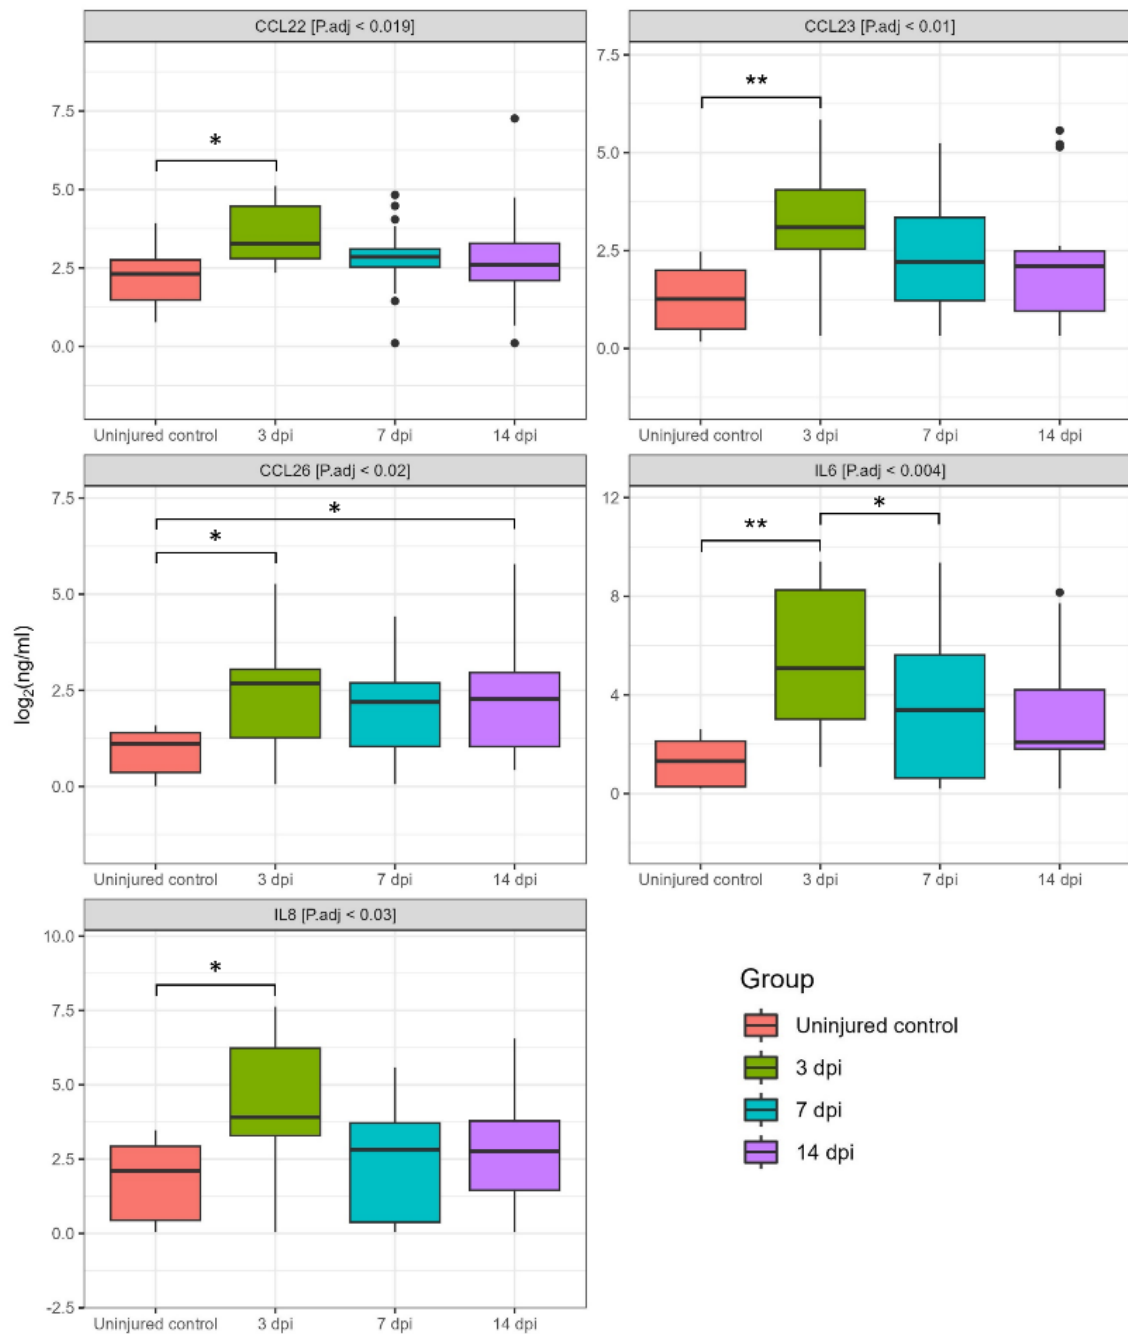 CCL22 [P.adj < 0.019]
CCL23 [P.adj < 0.01]
7.5
5.0
2.5
0.0
*
Uninjured control 3 dpi 7 dpi 14 dpi
7.5
5.0
2.5
0.0
**
Uninjured control 3 dpi 7 dpi 14 dpi
CCL26 [P.adj < 0.02]
IL6 [P.adj < 0.004]
log2(ng/ml)
7.5
5.0
2.5
0.0
*
*
Uninjured control 3 dpi 7 dpi 14 dpi
12
8
4
0
**
*
Uninjured control 3 dpi 7 dpi 14 dpi
IL8 [P.adj < 0.03]
10.0
7.5
5.0
2.5
0.0
-2.5
*
Uninjured control 3 dpi 7 dpi 14 dpi
Group
Uninjured control
3 dpi
7 dpi
14 dpi